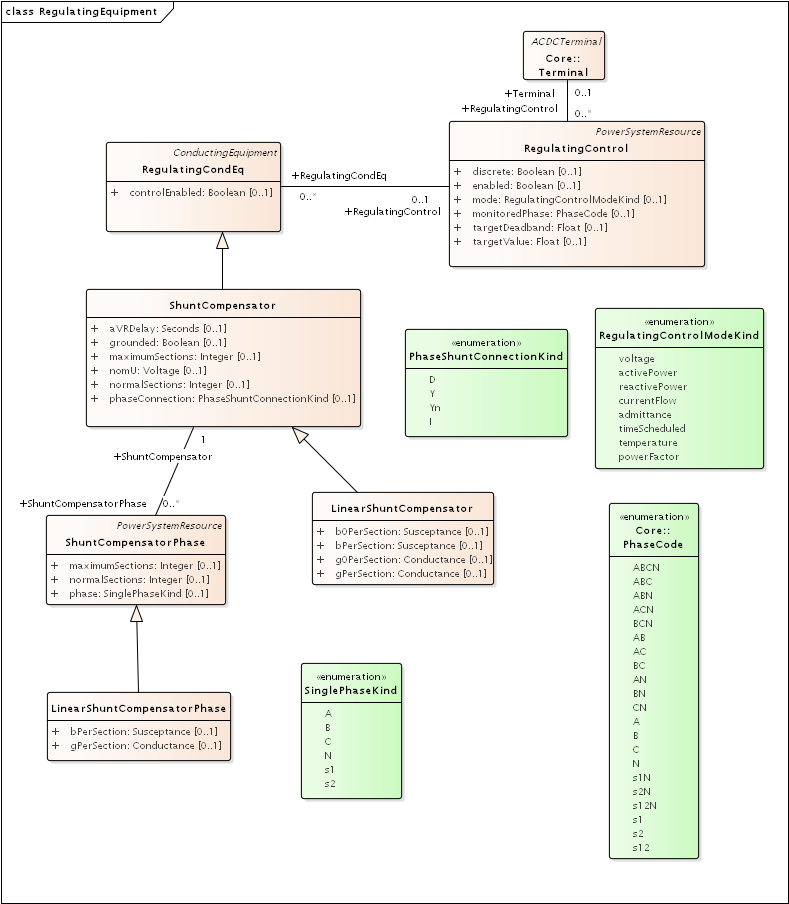 class RegulatingEquipment
ACDCTerminal
Core::
Terminal
+Terminal 0..1
+RegulatingControl 0..*
PowerSystemResource
RegulatingControl
+ discrete: Boolean [0..1]
+ enabled: Boolean [0..1]
+ mode: RegulatingControlModeKind [0..1]
+ monitoredPhase: PhaseCode [0..1]
+ targetDeadband: Float [0..1]
+ targetValue: Float [0..1]
ConductingEquipment
RegulatingCondEq
+ controlEnabled: Boolean [0..1]
+RegulatingCondEq
0..*
0..1
+RegulatingControl
ShuntCompensator
+ aVRDelay: Seconds [0..1]
+ grounded: Boolean [0..1]
+ maximumSections: Integer [0..1]
+ nomU: Voltage [0..1]
+ normalSections: Integer [0..1]
+ phaseConnection: PhaseShuntConnectionKind [0..1]
1
+ShuntCompensator
+ShuntCompensatorPhase 0..*
«enumeration»
PhaseShuntConnectionKind
D
Y
Yn
I
«enumeration»
RegulatingControlModeKind
voltage
activePower
reactivePower
currentFlow
admittance
timeScheduled
temperature
powerFactor
PowerSystemResource
ShuntCompensatorPhase
+ maximumSections: Integer [0..1]
+ normalSections: Integer [0..1]
+ phase: SinglePhaseKind [0..1]
LinearShuntCompensator
+ b0PerSection: Susceptance [0..1]
+ bPerSection: Susceptance [0..1]
+ g0PerSection: Conductance [0..1]
+ gPerSection: Conductance [0..1]
LinearShuntCompensatorPhase
+ bPerSection: Susceptance [0..1]
+ gPerSection: Conductance [0..1]
«enumeration»
SinglePhaseKind
A
B
C
N
s1
s2
«enumeration»
Core::
PhaseCode
ABCN
ABC
ABN
ACN
BCN
AB
AC
BC
AN
BN
CN
A
B
C
N
s1N
s2N
s12N
s1
s2
s12